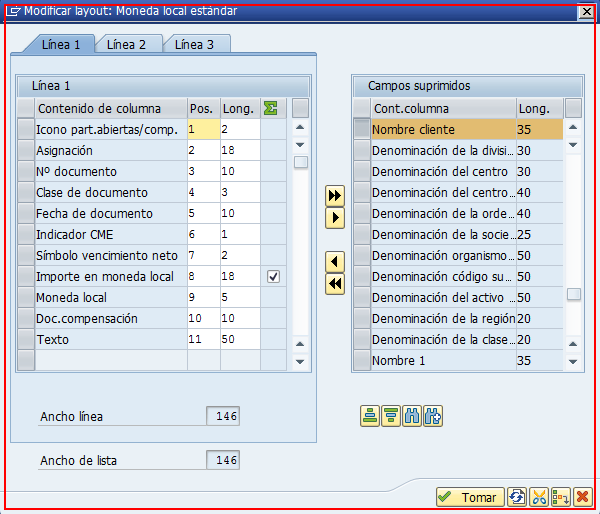 Modificar layout: Moneda local estándar
Línea 1 Línea 2 Línea 3
Línea 1
Contenido de columna Pos. Long.
Icono part.abiertas/comp. 1 2
Asignación 2 18
Nº documento 3 10
Clase de documento 4 3
Fecha de documento 5 10
Indicador CME 6 1
Símbolo vencimiento neto 7 2
Importe en moneda local 8 18
Moneda local 9 5
Doc.compensación 10 10
Texto 11 50
Ancho línea 146
Ancho de lista 146
Campos suprimidos
Cont.columna Long.
Nombre cliente 35
Denominación de la divisi... 30
Denominación del centro 30
Denominación del centro ... 40
Denominación de la orde... 40
Denominación de la socie... 25
Denominación organismo... 50
Denominación código su... 50
Denominación del activo ... 50
Denominación de la región 20
Denominación de la clase... 20
Nombre 1 35
Tomar